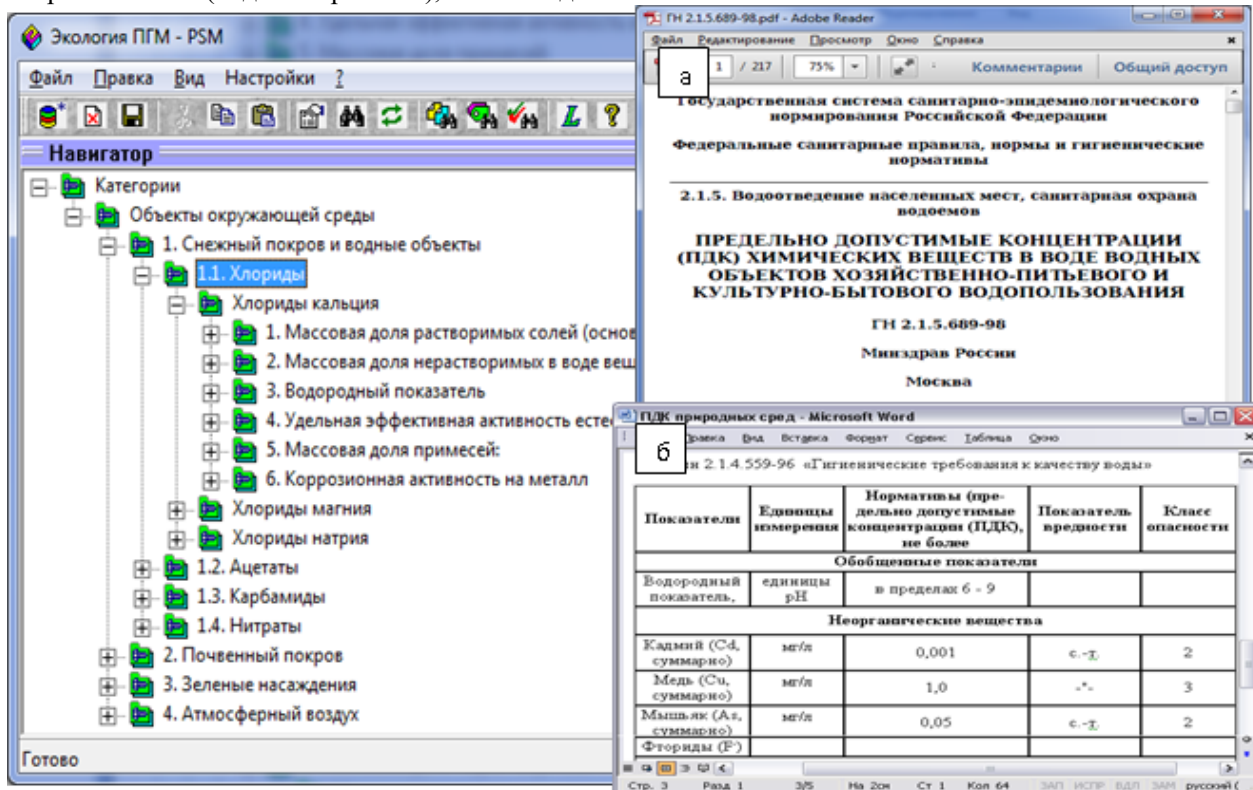 Экология ПГМ - PSM
Файл Правка Вид Настройки ?
L ?
Навигатор
Категории
Объекты окружающей среды
1. Снежный покров и водные объекты
1.1. Хлориды
Хлориды кальция
1. Массовая доля растворимых солей (основ
2. Массовая доля нерастворимых в воде вещ
3. Водородный показатель
4. Удельная эффективная активность есте
5. Массовая доля примесей:
6. Коррозионная активность на металл
Хлориды магния
Хлориды натрия
1.2. Ацетаты
1.3. Карбамиды
1.4. Нитраты
2. Почвенный покров
3. Зеленые насаждения
4. Атмосферный воздух
Готово
ГН 2.1.5.689-98.pdf - Adobe Reader
Файл Редактирование Просмотр Окно Справка
а
1 / 217 75% Комментарии Общий доступ
Государственная система санитарно-эпидемиологического
нормирования Российской Федерации
Федеральные санитарные правила, нормы и гигиенические
нормативы
2.1.5. Водоотведение населенных мест, санитарная охрана
водоемов
ПРЕДЕЛЬНО ДОПУСТИМЫЕ КОНЦЕНТРАЦИИ
(ПДК) ХИМИЧЕСКИХ ВЕЩЕСТВ В ВОДЕ ВОДНЫХ
ОБЪЕКТОВ ХОЗЯЙСТВЕННО-ПИТЬЕВОГО И
КУЛЬТУРНО-БЫТОВОГО ВОДОПОЛЬЗОВАНИЯ
ГН 2.1.5.689-98
Минздрав России
Москва
ПДК природных сред - Microsoft Word
Правка Вид Вставка Формат Сервис Таблица Окно
б
2.1.4.559-96 «Гигиенические требования к качеству воды»
Показатели Единицы измерения Нормативы (пре-дельно допустимые концентрации (ПДК), не более Показатель вредности Класс опасности
Обобщенные показатели
Водородный показатель, единицы pH в пределах 6 - 9
Неорганические вещества
Кадмий (Cd, суммарно) мг/л 0,001 с.-т. 2
Медь (Cu, суммарно) мг/л 1,0 -"- 3
Мышьяк (As, суммарно) мг/л 0,05 с.-т. 2
Фториды (F-)
Стр. 3 Разд 1 3/5 На 2см Ст 1 Кол 64 ЗАП ИСПР ВДЛ ЗАМ русский (